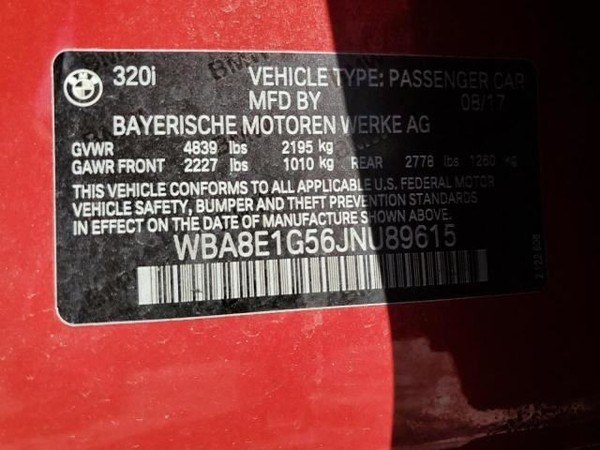 320i VEHICLE TYPE: PASSENGER CAR
MFD BY 08/17
BAYERISCHE MOTOREN WERKE AG
GVWR 4839 lbs 2195 kg
GAWR FRONT 2227 lbs 1010 kg REAR 2778 lbs 1260 kg
THIS VEHICLE CONFORMS TO ALL APPLICABLE U.S. FEDERAL MOTOR
VEHICLE SAFETY, BUMPER AND THEFT PREVENTION STANDARDS
IN EFFECT ON THE DATE OF MANUFACTURE SHOWN ABOVE.
WBA8E1G56JNU89615